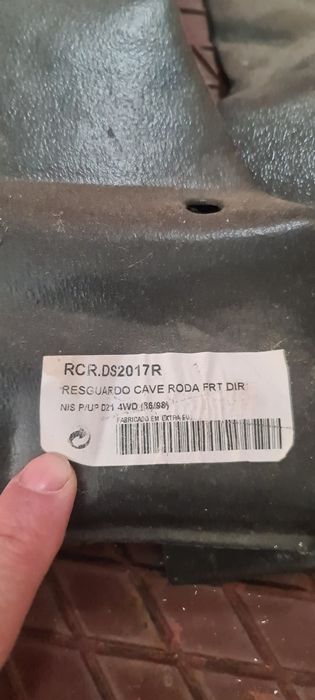 RCR.DS2017R
RESGUARDO CAVE RODA FRT DIR
NIS P/UP D21 4WD (86/98)
FABRICADO EM EXTRA EU.